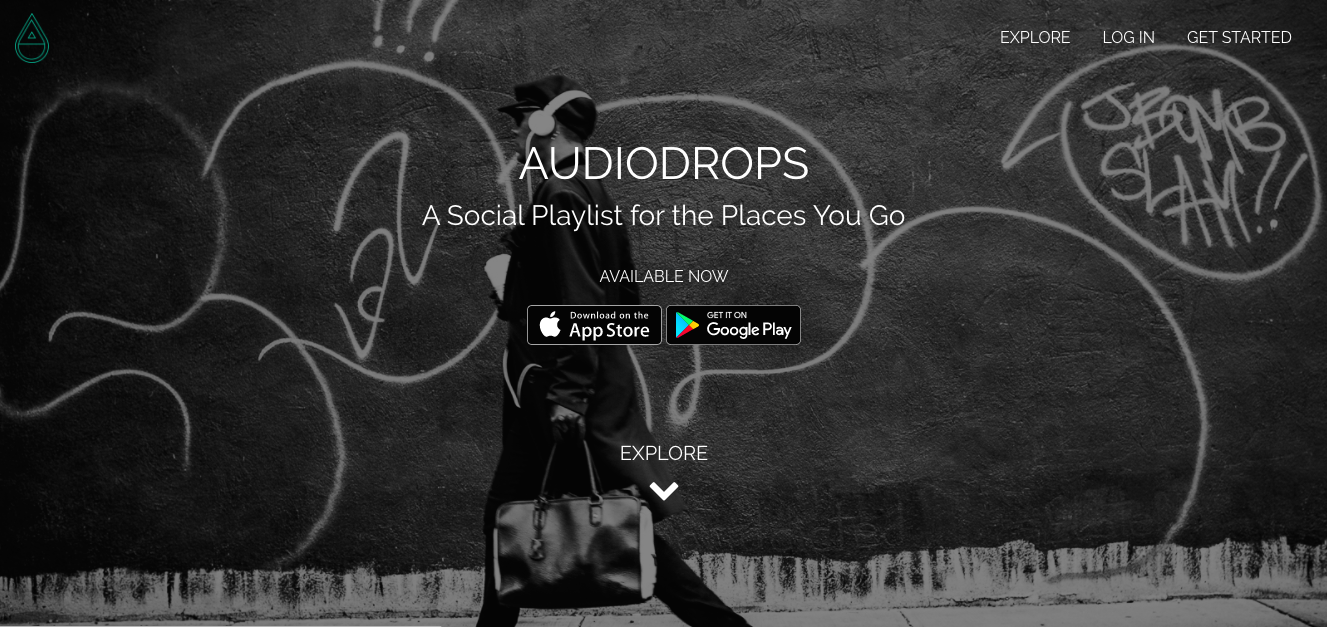 EXPLORE LOG IN GET STARTED
JBOMB
SLAM!!
AUDIODROPS
A Social Playlist for the Places You Go
AVAILABLE NOW
Download on the
App Store
GET IT ON
Google Play
EXPLORE